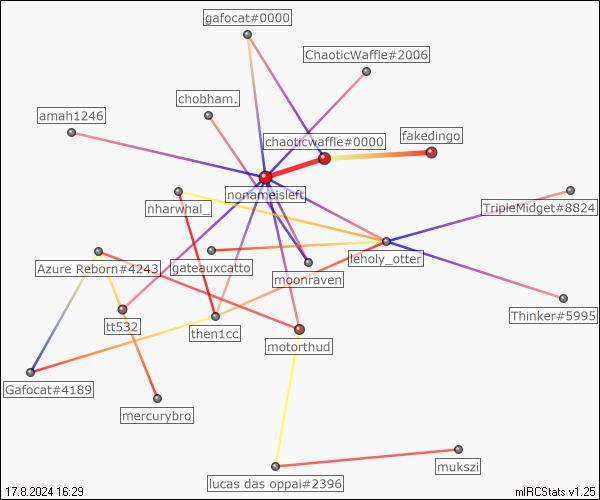 gafocat#0000
ChaoticWaffle#2006
chobham.
amah1246
chaoticwaffle#0000
fakedingo
nonameisleft
nharwhal_
TripleMidget#8824
leholy_otter
Azure Reborn#4243
gateauxcatto
moonraven
Thinker#5995
tt532
then1cc
motorthud
Gafocat#4189
mercurybro
mukszi
lucas das oppai#2396
17.8.2024 16:29
mIRCStats v1.25